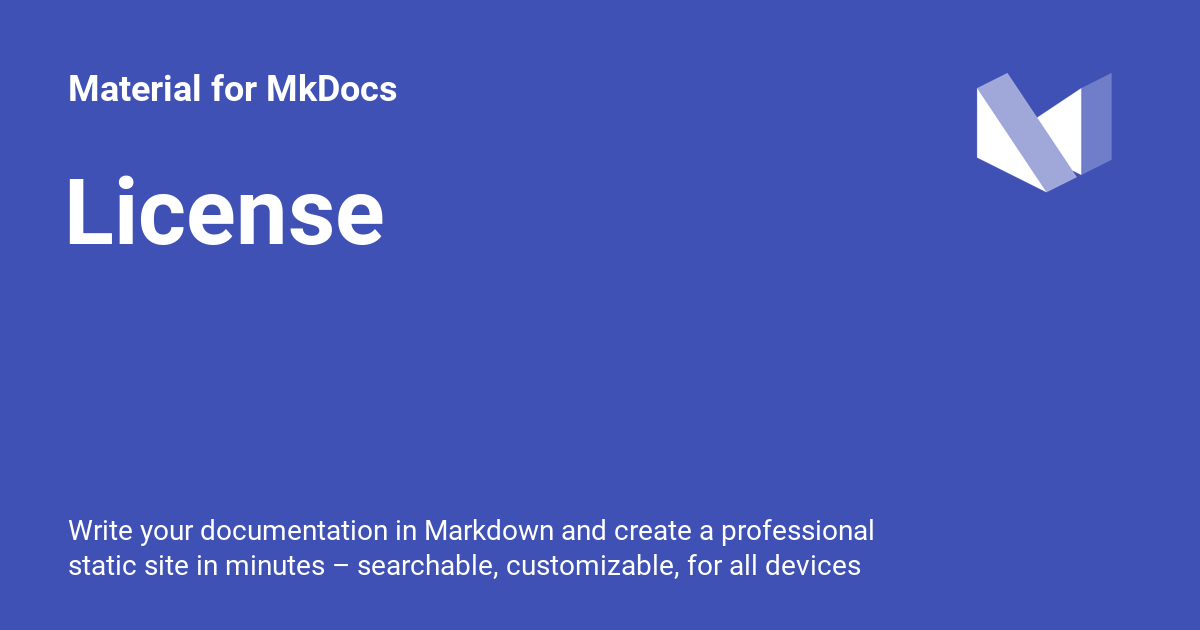 Material for MkDocs
License
Write your documentation in Markdown and create a professional
static site in minutes – searchable, customizable, for all devices